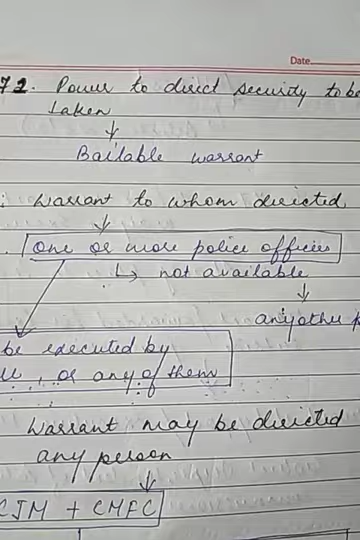 Date
72. Power to direct security to be
taken
Bailable warrant
: Warrant to whom directed
One or more police officers
↳ not available
any other p
be executed by
, or any of them
Warrant may be directed
any person
CJM + CMFC